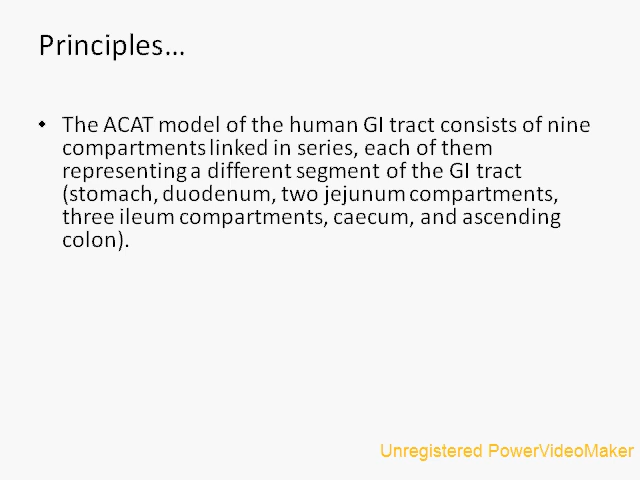 Principles...
• The ACAT model of the human GI tract consists of nine
compartments linked in series, each of them
representing a different segment of the GI tract
(stomach, duodenum, two jejunum compartments,
three ileum compartments, caecum, and ascending
colon).
Unregistered PowerVideoMaker